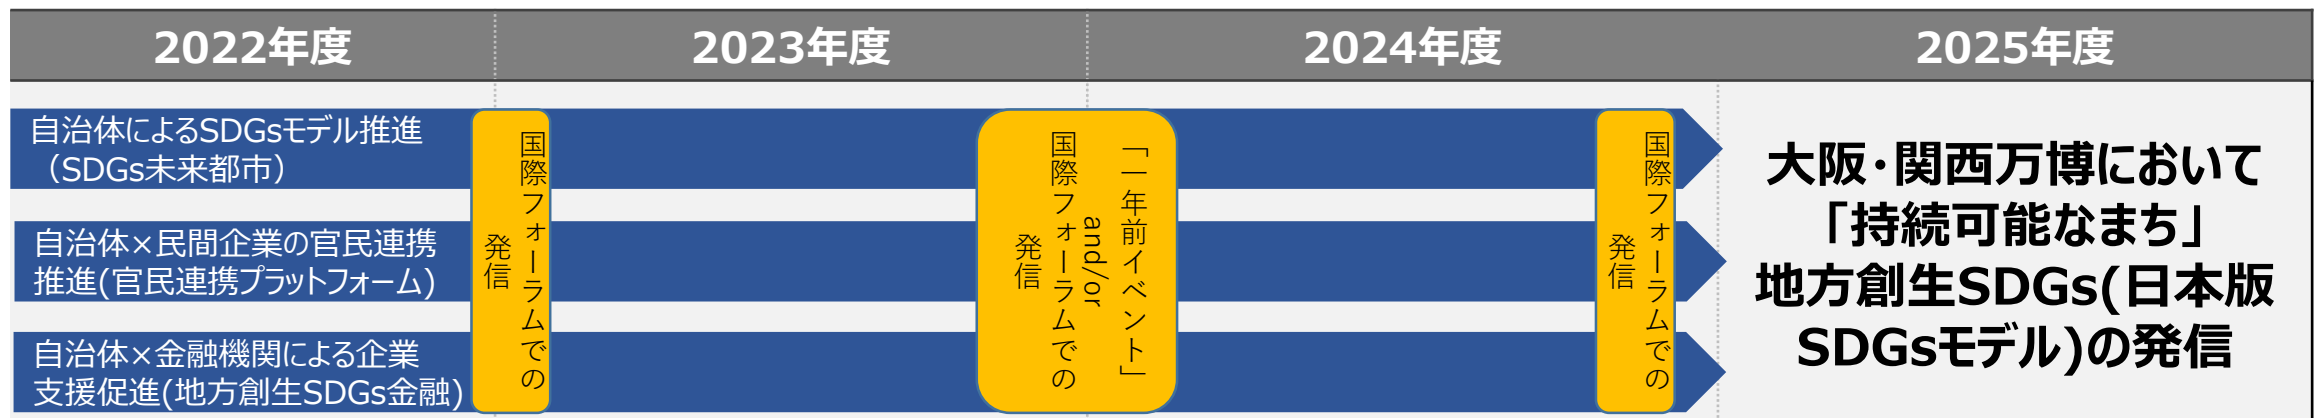 2022年度
2023年度
2024年度
2025年度
自治体によるSDGsモデル推進
（SDGs未来都市）
自治体×民間企業の官民連携
推進(官民連携プラットフォーム)
自治体×金融機関による企業
支援促進(地方創生SDGs金融)
国際フォーラムでの
発信
「一年前イベント」
and/or
国際フォーラムでの
発信
国際フォーラムでの
発信
大阪・関西万博において
「持続可能なまち」
地方創生SDGs(日本版
SDGsモデル)の発信